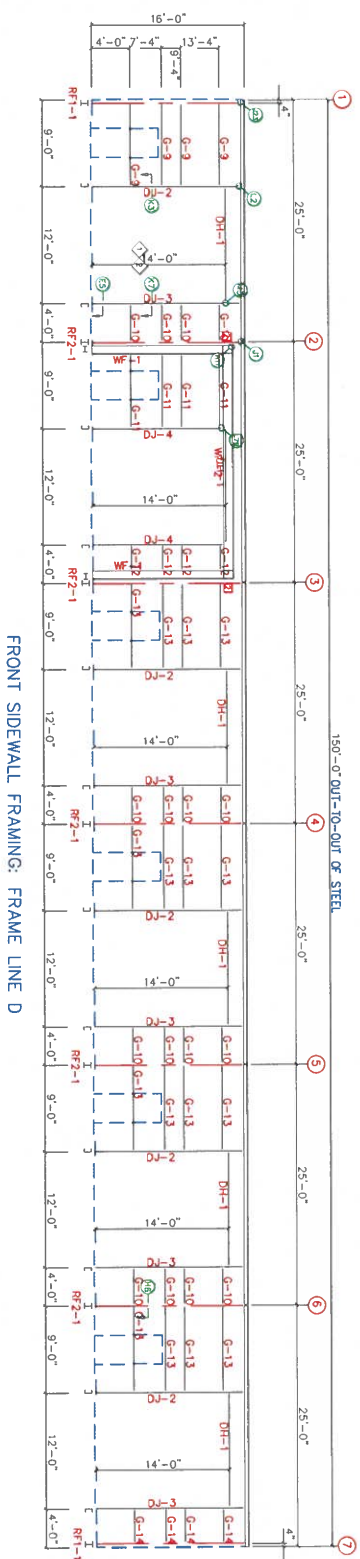 150'-0" OUT-TO-OUT OF STEEL
1 2 3 4 5 6 7
25'-0" 25'-0" 25'-0" 25'-0" 25'-0" 25'-0"
4" 4"
16'-0"
4'-0" 7'-4" 9'-4" 13'-4"
G-9 G-9 G-9 G-9
DJ-2 DH-1 14'-0" DJ-3
1
2
G-10 G-10 G-10
WF-1
G-11 G-11 G-11
DJ-4 14'-0" DJ-4
G-12 G-12 G-12
G-13 G-13 G-13 G-13
DJ-2 DH-1 14'-0" DJ-3
G-10 G-10 G-10 G-10
G-13 G-13 G-13 G-13
DJ-2 DH-1 14'-0" DJ-3
G-10 G-10 G-10 G-10
G-13 G-13 G-13 G-13
DJ-2 DH-1 14'-0" DJ-3
G-10 G-10 G-10 G-10
G-13 G-13 G-13
DJ-2 DH-1 14'-0" DJ-3
G-14 G-14 G-14 G-14
RF1-1 RF2-1 RF2-1 RF2-1 RF2-1 RF2-1 RF1-1
9'-0" 12'-0" 4'-0" 9'-0" 12'-0" 4'-0" 9'-0" 12'-0" 4'-0" 9'-0" 12'-0" 4'-0" 9'-0" 12'-0" 4'-0" 9'-0" 12'-0" 4'-0"
FRONT SIDEWALL FRAMING: FRAME LINE D